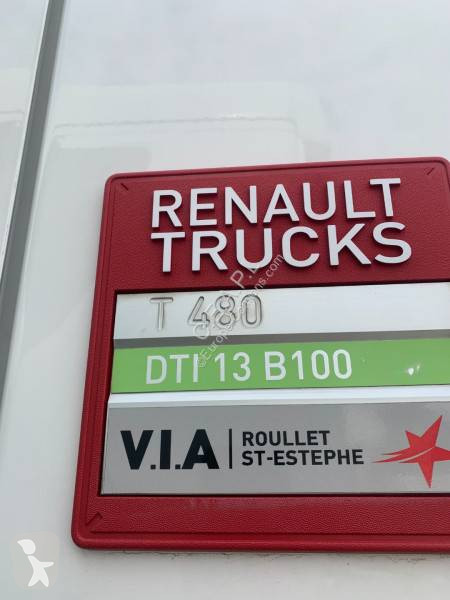 RENAULT
TRUCKS
T 480
DTI 13 B100
V.I.A
ROULLET
ST-ESTEPHE